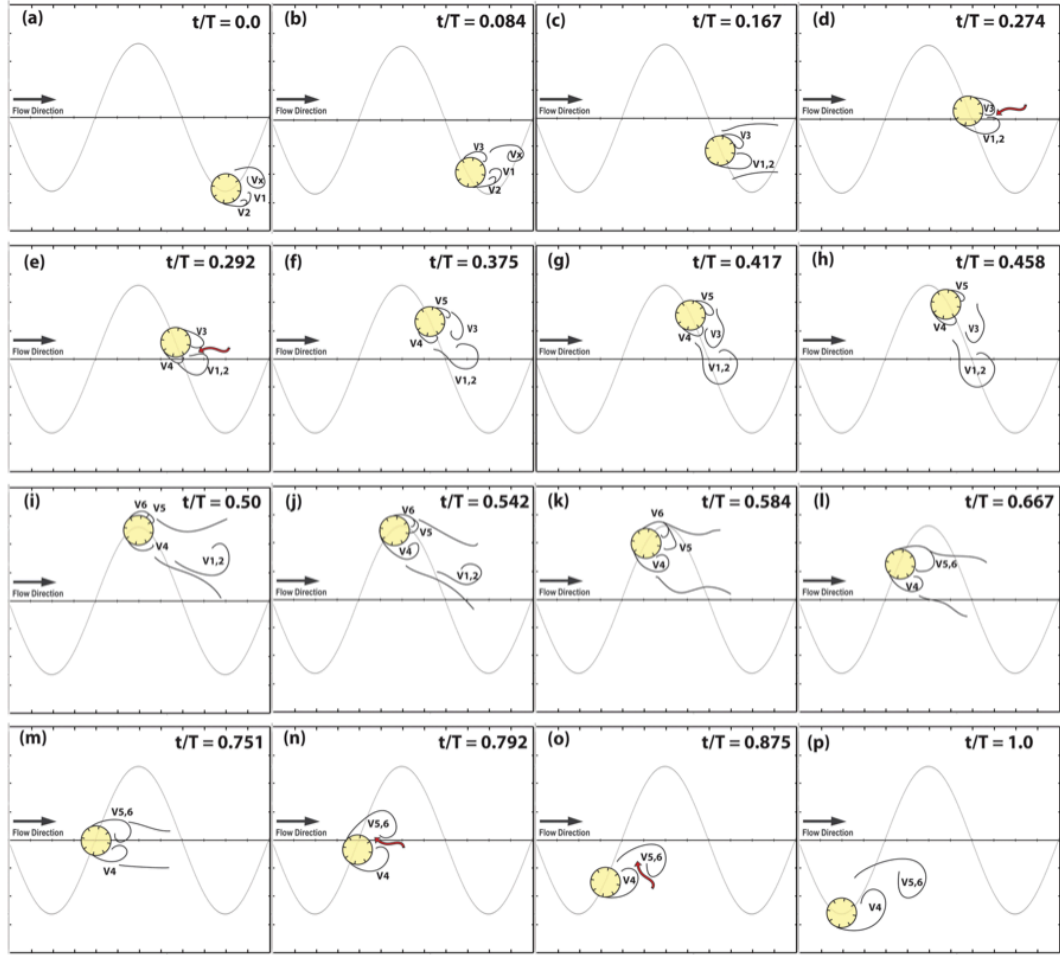 (a) t/T = 0.0
Flow Direction
Vx
V1
V2
(b) t/T = 0.084
Flow Direction
V3
Vx
V1
V2
(c) t/T = 0.167
Flow Direction
V3
V1,2
(d) t/T = 0.274
Flow Direction
V3
V1,2
(e) t/T = 0.292
Flow Direction
V3
V4
V1,2
(f) t/T = 0.375
Flow Direction
V5
V3
V4
V1,2
(g) t/T = 0.417
Flow Direction
V5
V3
V4
V1,2
(h) t/T = 0.458
Flow Direction
V5
V4
V3
V1,2
(i) t/T = 0.50
Flow Direction
V6 V5
V4
V1,2
(j) t/T = 0.542
Flow Direction
V6
V5
V4
V1,2
(k) t/T = 0.584
Flow Direction
V6
V5
V4
(l) t/T = 0.667
Flow Direction
V5,6
V4
(m) t/T = 0.751
Flow Direction
V5,6
V4
(n) t/T = 0.792
Flow Direction
V5,6
V4
(o) t/T = 0.875
Flow Direction
V5,6
V4
(p) t/T = 1.0
Flow Direction
V5,6
V4